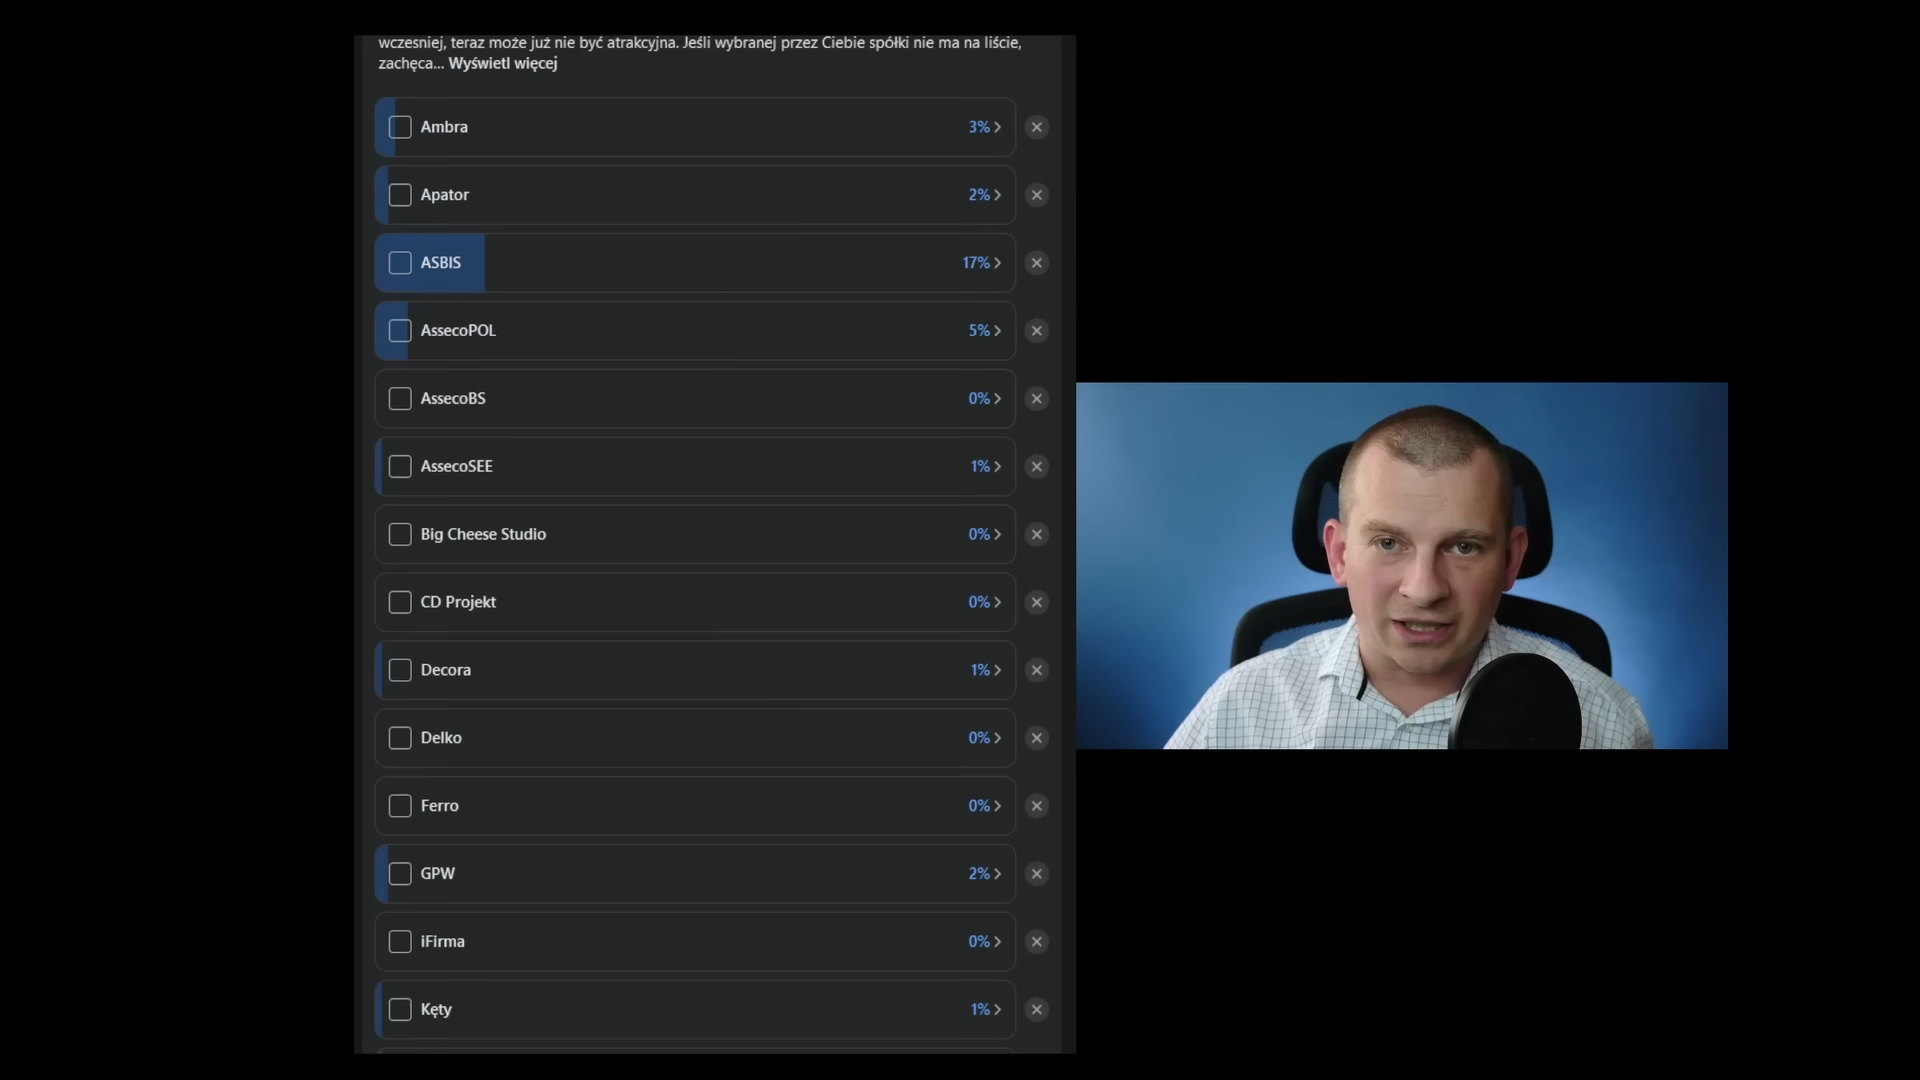 wczesniej, teraz może już nie być atrakcyjna. Jeśli wybranej przez Ciebie spółki nie ma na liście,
zachęca... Wyświetl więcej
Ambra 3%
Apator 2%
ASBIS 17%
AssecoPOL 5%
AssecoBS 0%
AssecoSEE 1%
Big Cheese Studio 0%
CD Projekt 0%
Decora 1%
Delko 0%
Ferro 0%
GPW 2%
iFirma 0%
Kęty 1%